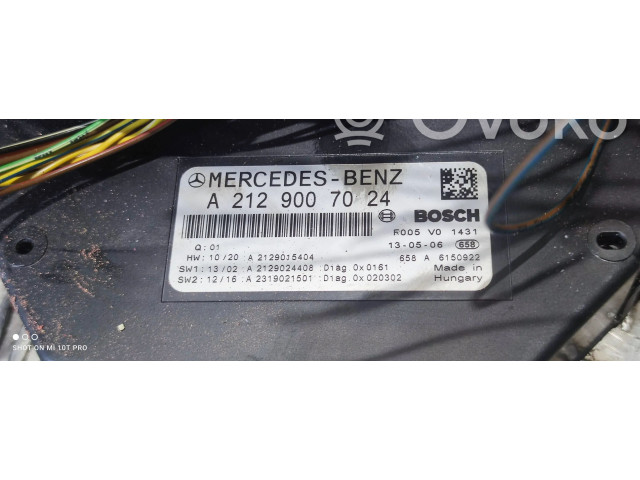 Ovoko
MERCEDES-BENZ
A 212 900 70 24
BOSCH
Q: 01
F005 V0 1431
13-05-06 658
HW: 10/20 A 2129015404
658 A 6150922
SW1: 13/02 A 2129024408 :Diag 0x0161
Made in
SW2: 12/16 A 2319021501 :Diag 0x020302
Hungary
SHOT ON MI 10T PRO